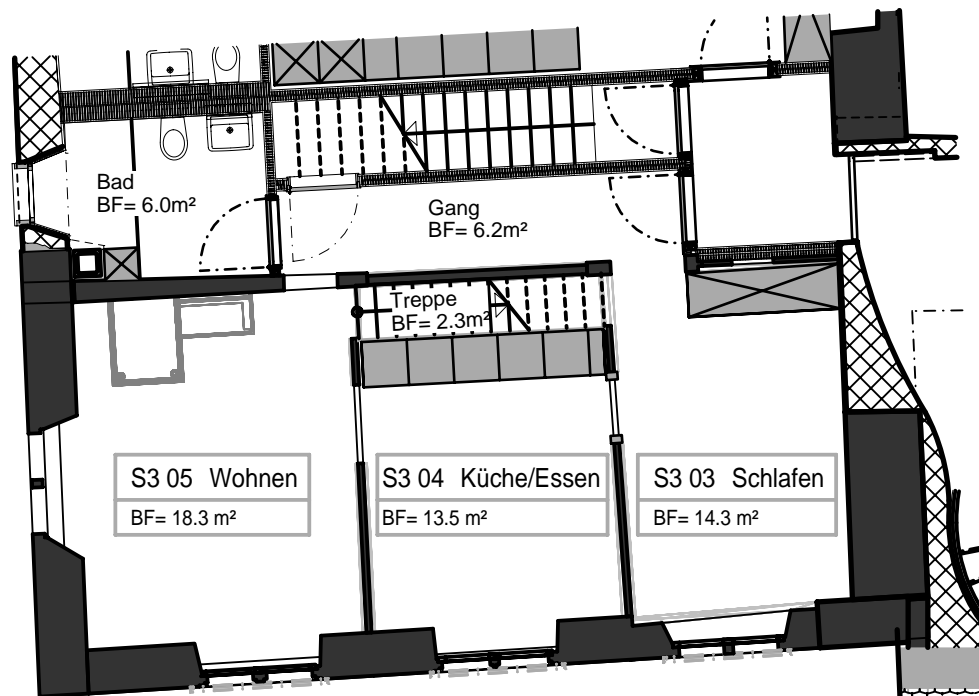 Bad
BF= 6.0m²
Gang
BF= 6.2m²
Treppe
BF= 2.3m²
S3 05 Wohnen
BF= 18.3 m²
S3 04 Küche/Essen
BF= 13.5 m²
S3 03 Schlafen
BF= 14.3 m²